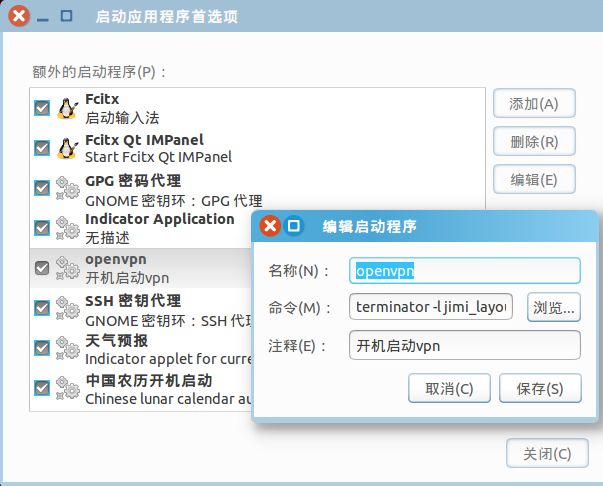 启动应用程序首选项
额外的启动程序(P)：
Fcitx
启动输入法
Fcitx Qt IMPanel
Start Fcitx Qt IMPanel
GPG 密码代理
GNOME 密钥环：GPG 代理
Indicator Application
无描述
openvpn
开机启动vpn
SSH 密钥代理
GNOME 密钥环：SSH 代
天气预报
Indicator applet for curre
中国农历开机启动
Chinese lunar calendar au
添加(A)
删除(R)
编辑(E)
编辑启动程序
名称(N)： openvpn
命令(M)： terminator -l jimi_layou 浏览...
注释(E)： 开机启动vpn
取消(C) 保存(S)
关闭(C)